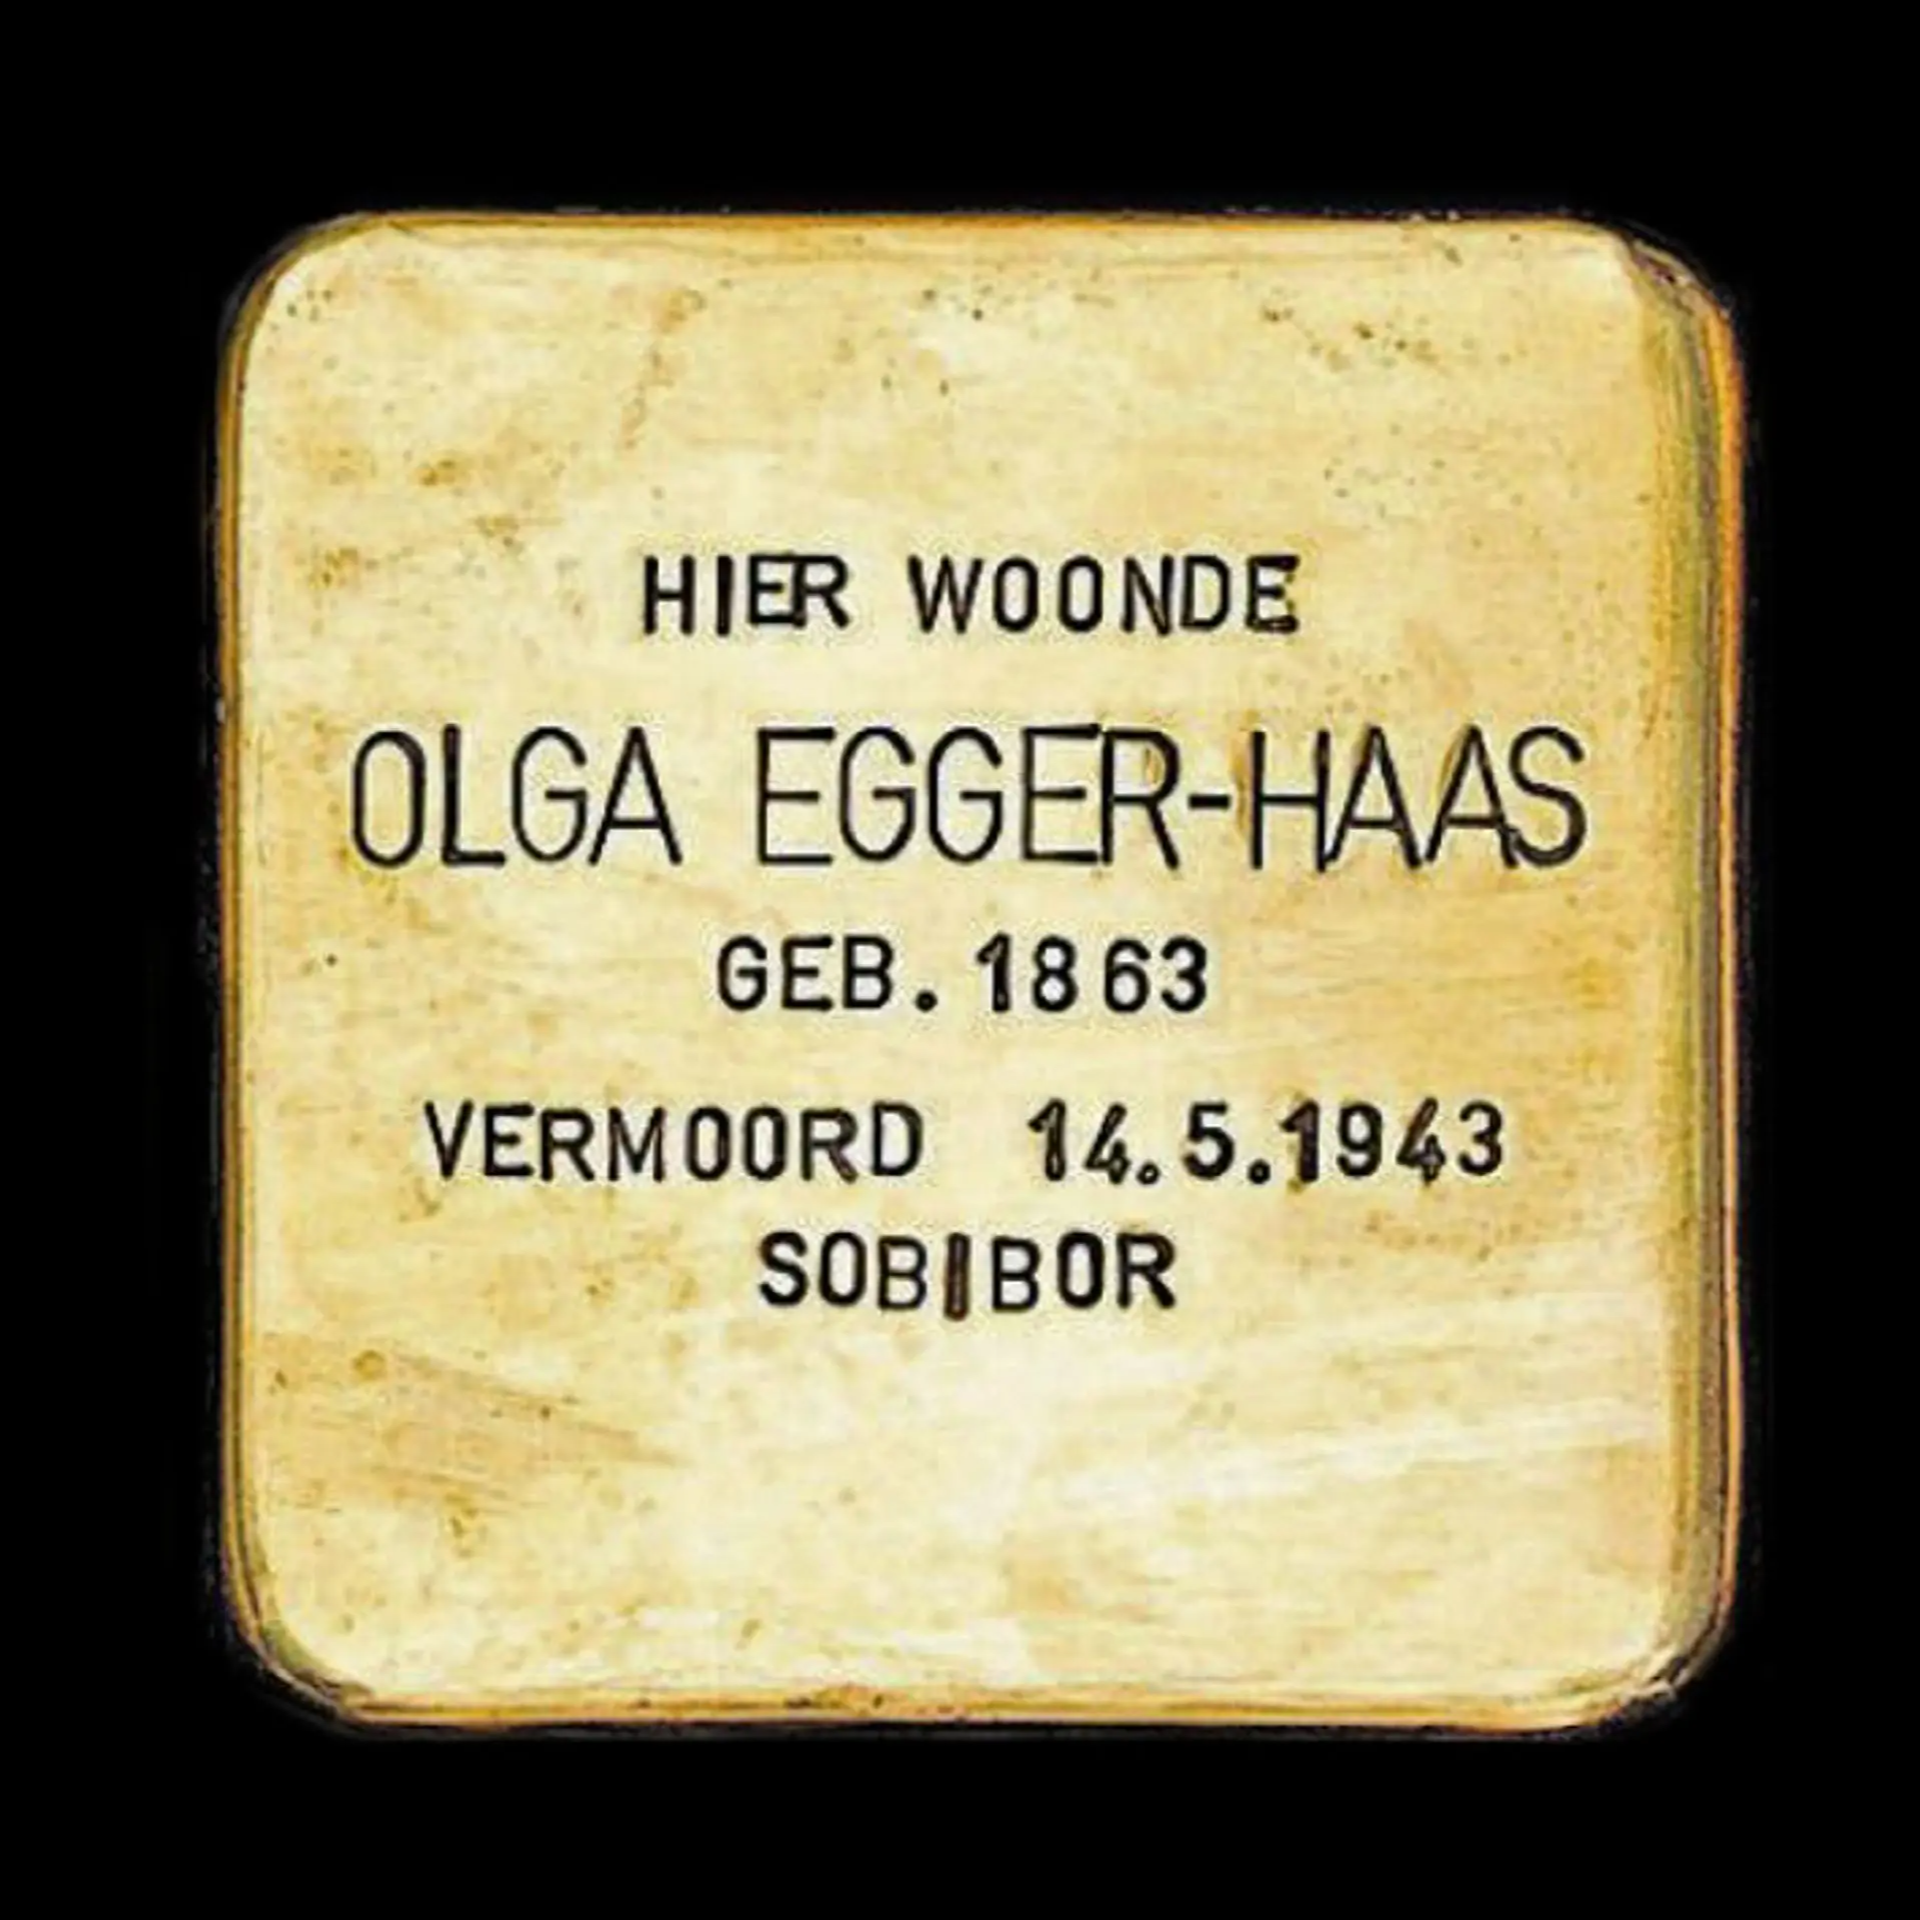 HIER WOONDE
OLGA EGGER-HAAS
GEB. 1863
VERMOORD 14.5.1943
SOBIBOR